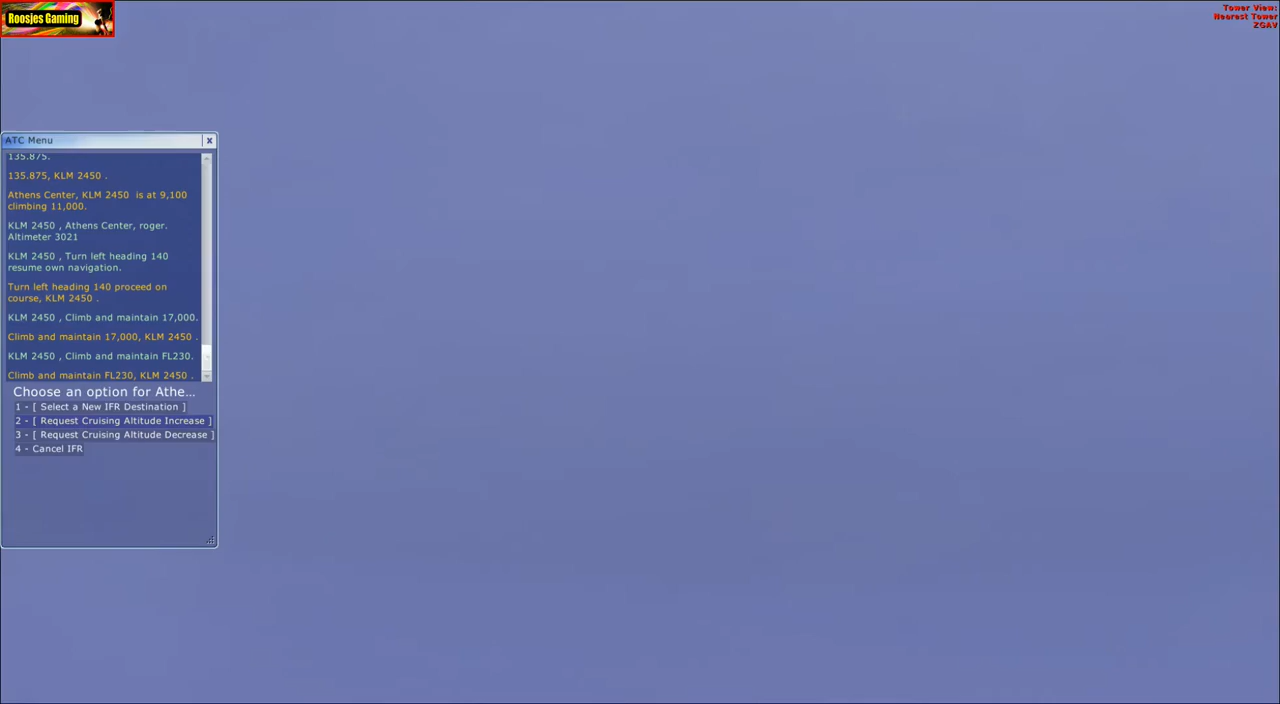 Roosjes Gaming
Tower View:
Nearest Tower
ZGAV
ATC Menu
x
135.875.
135.875, KLM 2450 .
Athens Center, KLM 2450 is at 9,100
climbing 11,000.
KLM 2450 , Athens Center, roger.
Altimeter 3021
KLM 2450 , Turn left heading 140
resume own navigation.
Turn left heading 140 proceed on
course, KLM 2450 .
KLM 2450 , Climb and maintain 17,000.
Climb and maintain 17,000, KLM 2450 .
KLM 2450 , Climb and maintain FL230.
Climb and maintain FL230, KLM 2450 .
Choose an option for Athe...
1 - [ Select a New IFR Destination ]
2 - [ Request Cruising Altitude Increase ]
3 - [ Request Cruising Altitude Decrease ]
4 - Cancel IFR